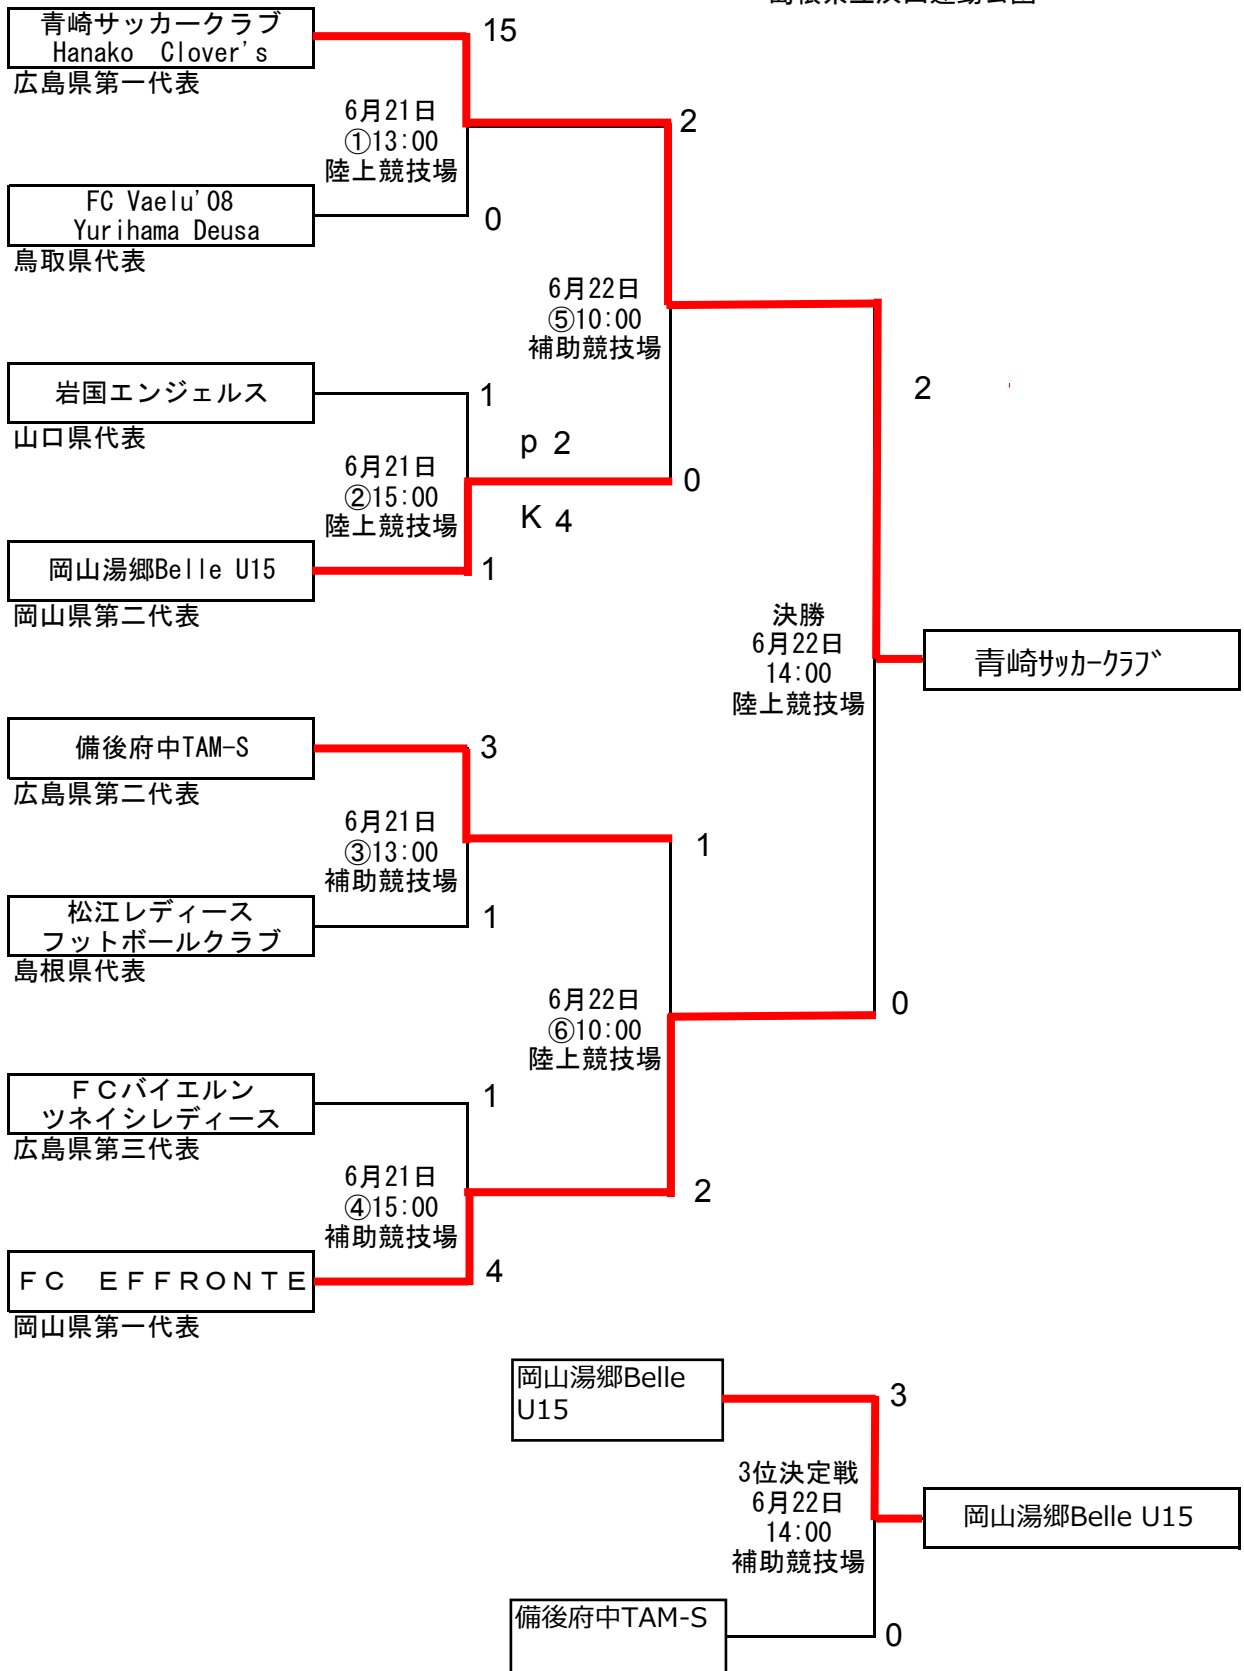 青崎サッカークラブ
Hanako Clover's
広島県第一代表
15
6月21日
①13:00
陸上競技場
2
FC Vaelu'08
Yurihama Deusa
鳥取県代表
0
6月22日
⑤10:00
補助競技場
岩国エンジェルス
山口県代表
1
p 2
2
6月21日
②15:00
陸上競技場
0
K 4
岡山湯郷Belle U15
岡山県第二代表
1
決勝
6月22日
14:00
陸上競技場
青崎ｻｯｶｰｸﾗﾌﾞ
備後府中TAM-S
広島県第二代表
3
6月21日
③13:00
補助競技場
1
松江レディース
フットボールクラブ
島根県代表
1
6月22日
⑥10:00
陸上競技場
0
ＦＣバイエルン
ツネイシレディース
広島県第三代表
1
6月21日
④15:00
補助競技場
2
ＦＣ　ＥＦＦＲＯＮＴＥ
岡山県第一代表
4
岡山湯郷Belle
U15
3
3位決定戦
6月22日
14:00
補助競技場
岡山湯郷Belle U15
備後府中TAM-S
0